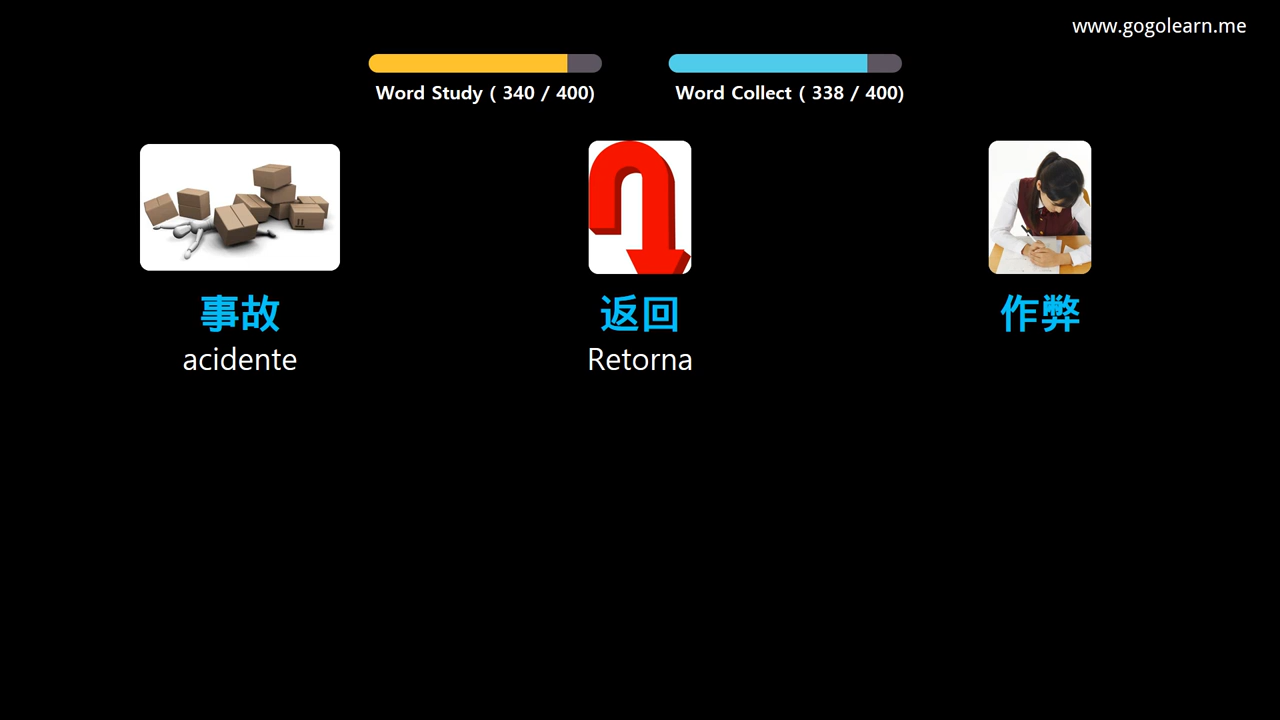 www.gogolearn.me
Word Study ( 340 / 400)
Word Collect ( 338 / 400)
事故
返回
作弊
acidente
Retorna